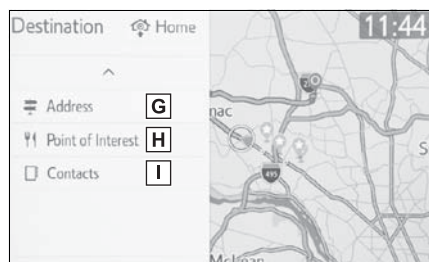 Destination Home 11:44
Address G
Point of Interest H
Contacts I
nac
495
S
McLean